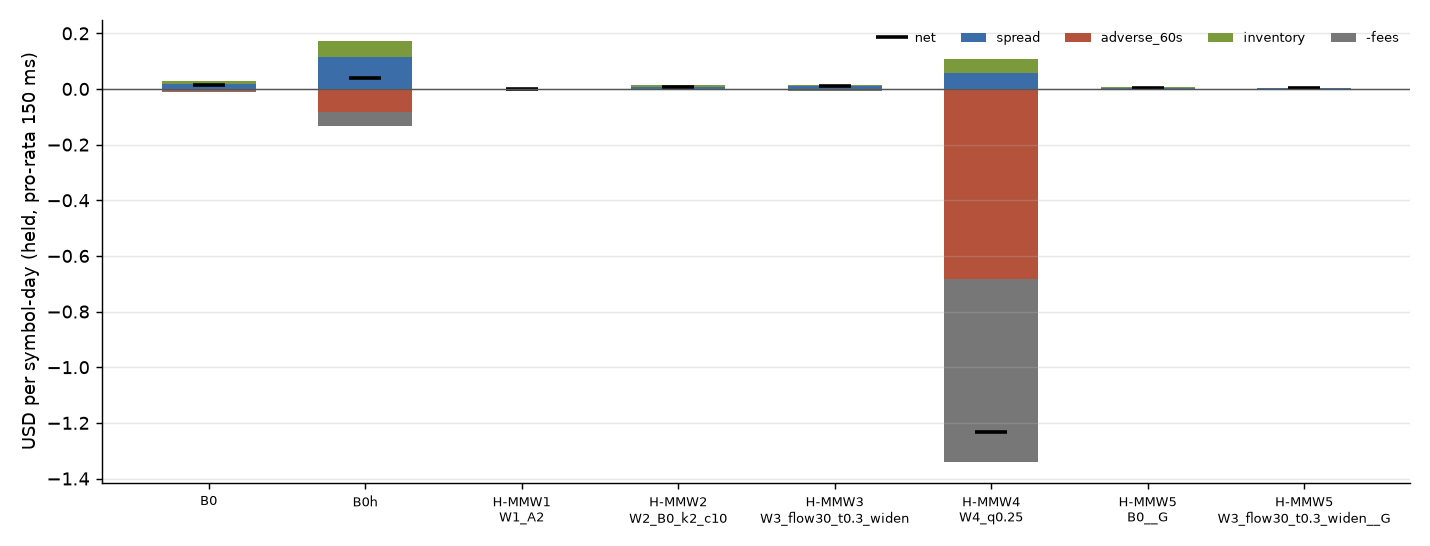 USD per symbol-day (held, pro-rata 150 ms)
0.2
0.0
−0.2
−0.4
−0.6
−0.8
−1.0
−1.2
−1.4
net
spread
adverse_60s
inventory
-fees
B0
B0h
H-MMW1
W1_A2
H-MMW2
W2_B0_k2_c10
H-MMW3
W3_flow30_t0.3_widen
H-MMW4
W4_q0.25
H-MMW5
B0__G
H-MMW5
W3_flow30_t0.3_widen__G